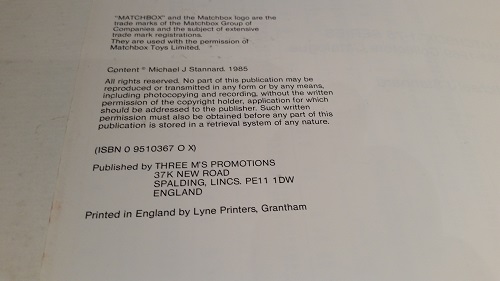 "MATCHBOX" and the Matchbox logo are the
trade marks of the Matchbox Group of
Companies and the subject of extensive
trade mark registrations.
They are used with the permission of
Matchbox Toys Limited.
Content © Michael J Stannard. 1985
All rights reserved. No part of this publication may be
reproduced or transmitted in any form or by any means,
including photocopying and recording, without the written
permission of the copyright holder, application for which
should be addressed to the publisher. Such written
permission must also be obtained before any part of this
publication is stored in a retrieval system of any nature.
(ISBN 0 9510367 O X)
Published by THREE M'S PROMOTIONS
37K NEW ROAD
SPALDING, LINCS. PE11 1DW
ENGLAND
Printed in England by Lyne Printers, Grantham